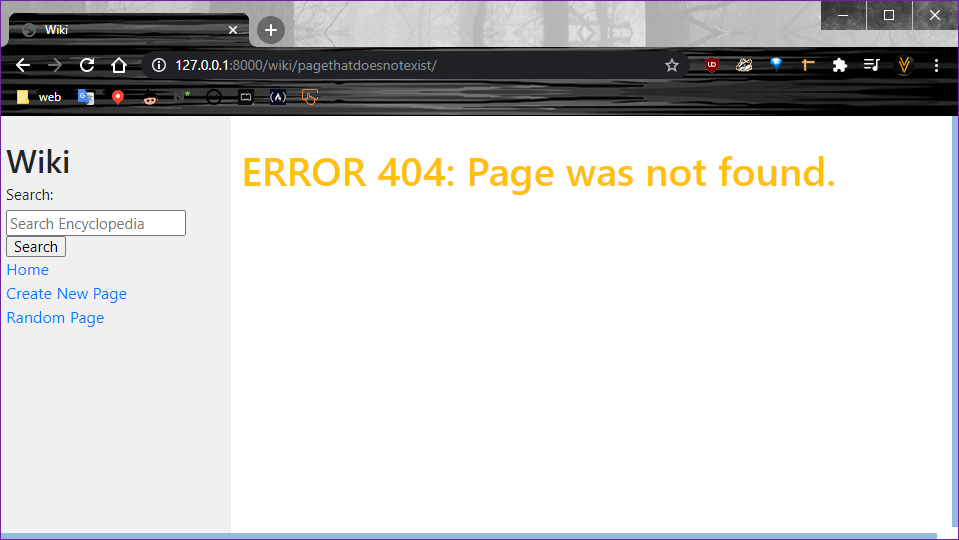 Wiki
127.0.0.1:8000/wiki/pagethatdoesnotexist/
web
Wiki
Search:
Search Encyclopedia
Search
Home
Create New Page
Random Page
ERROR 404: Page was not found.